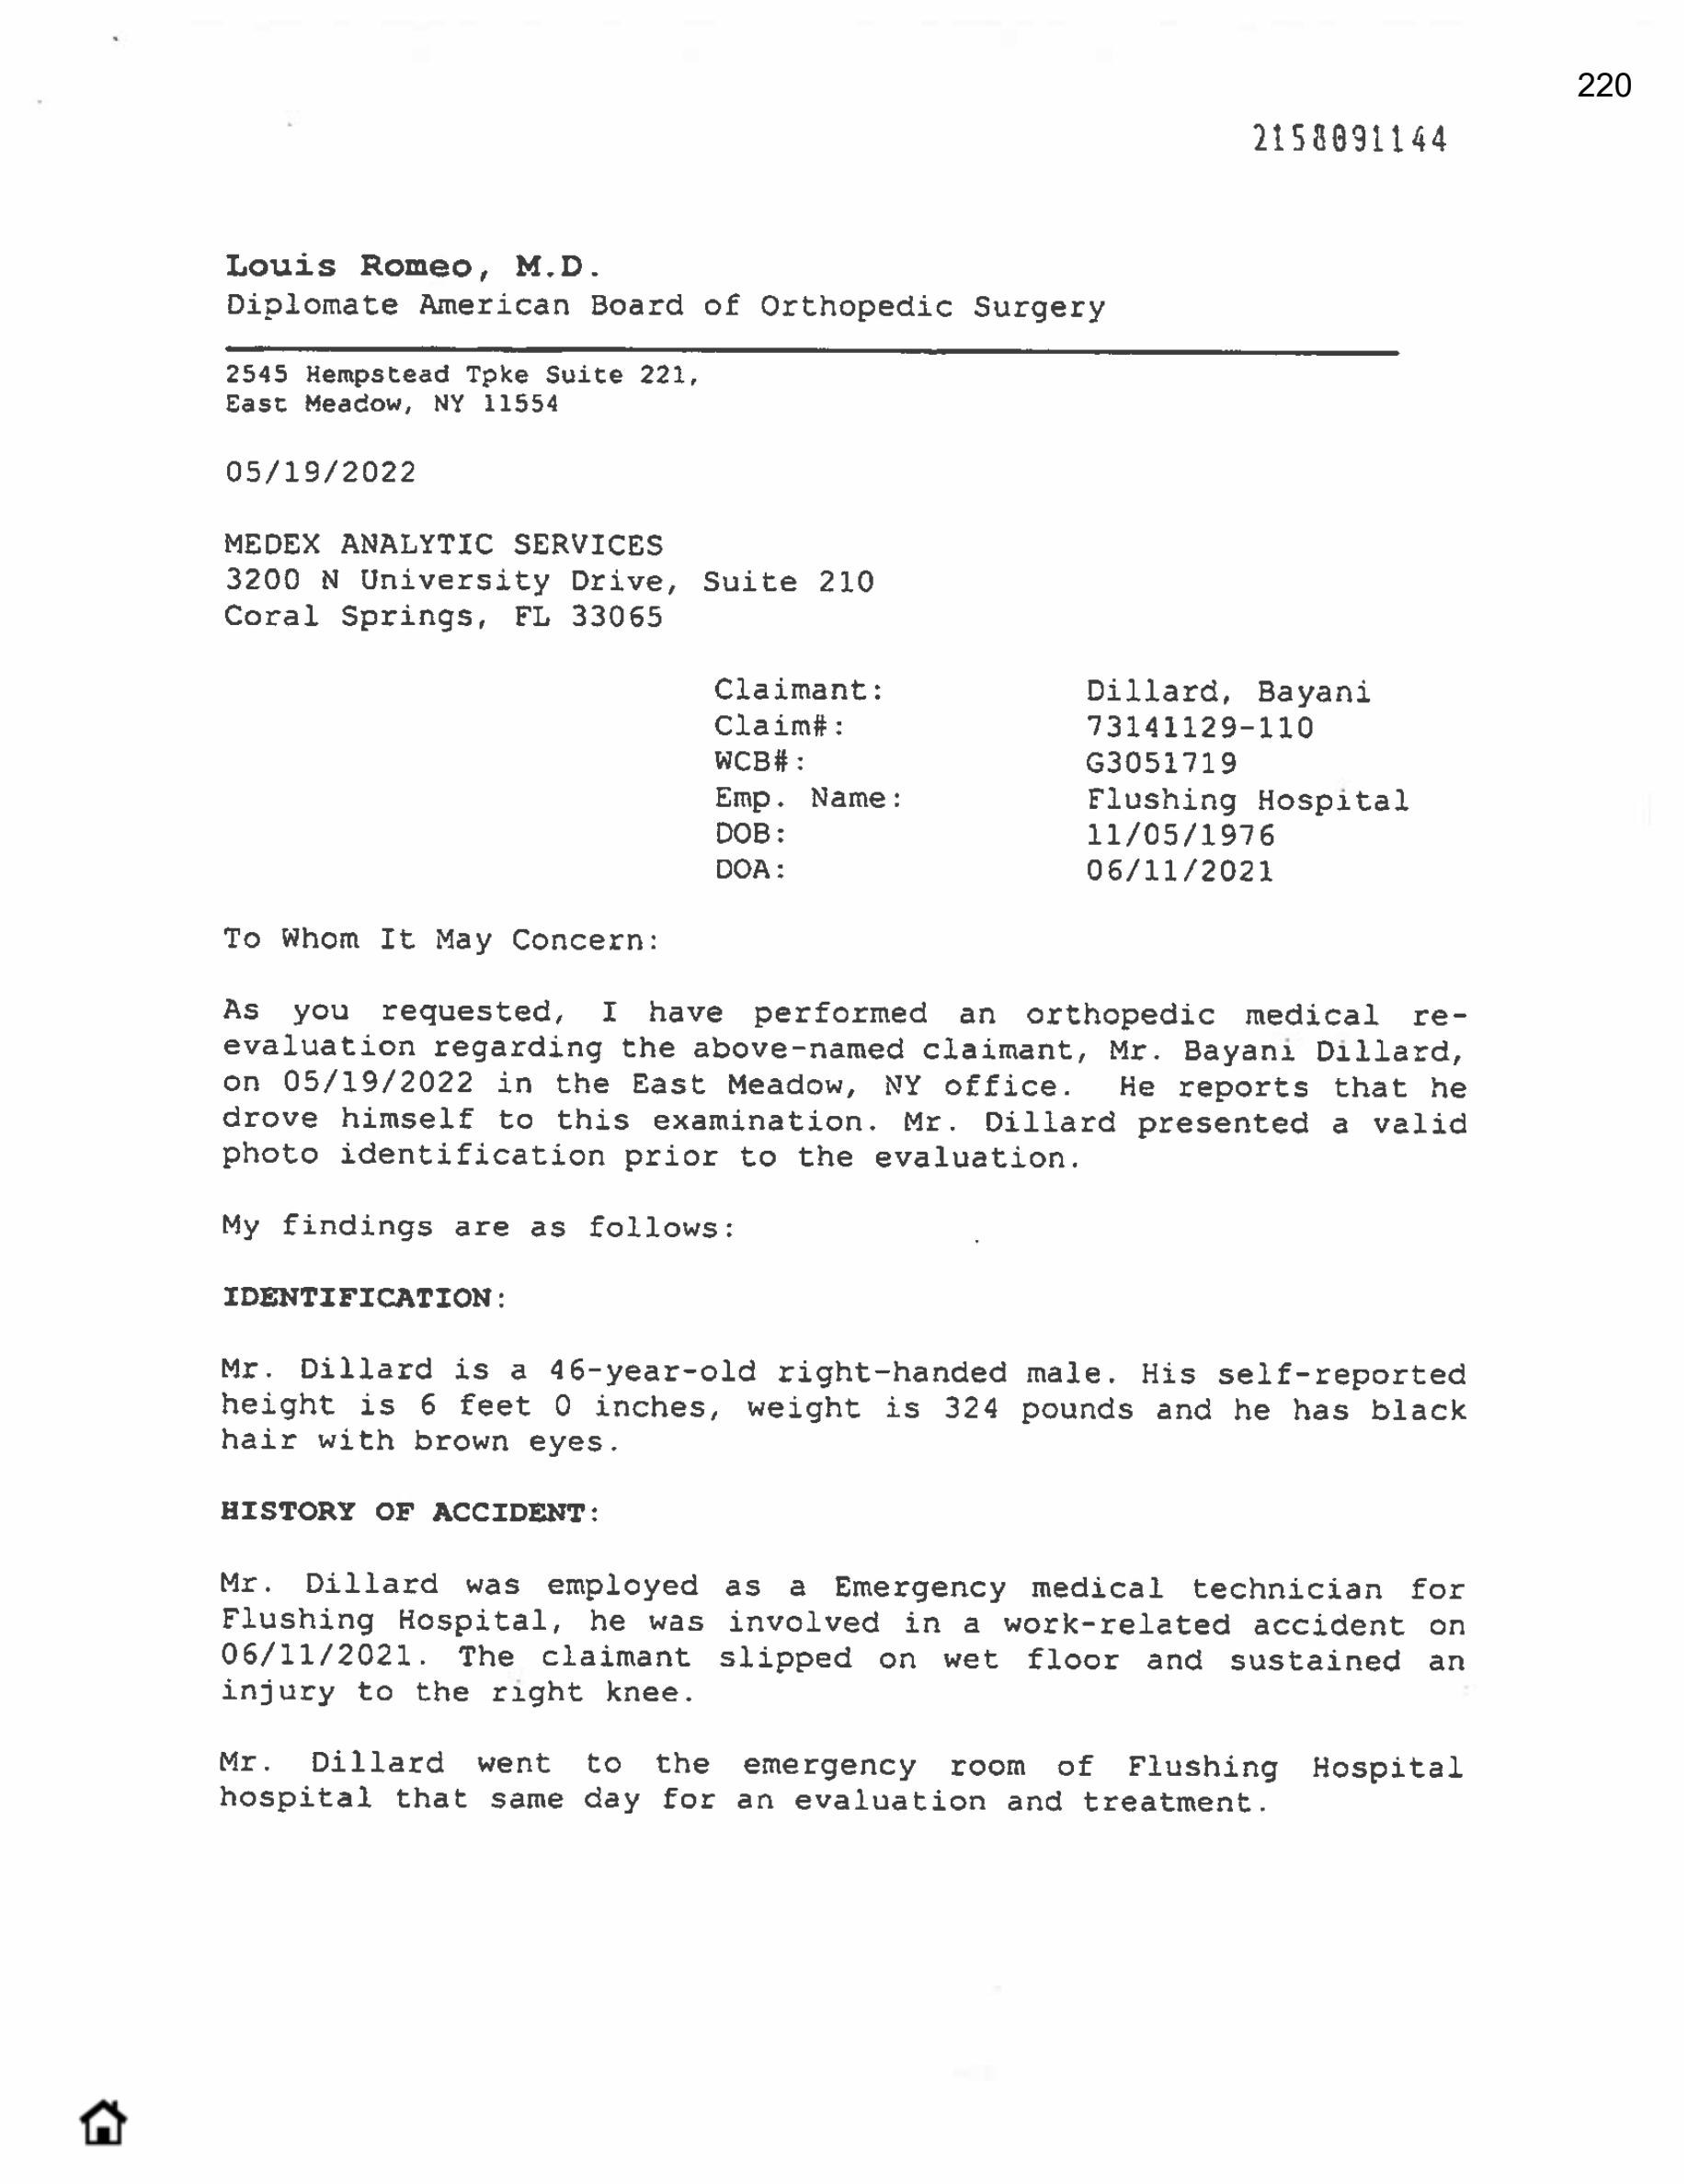 220
2158091144
Louis Romeo, M.D.
Diplomate American Board of Orthopedic Surgery
2545 Hempstead Tpke Suite 221,
East Meadow, NY 11554
05/19/2022
MEDEX ANALYTIC SERVICES
3200 N University Drive, Suite 210
Coral Springs, FL 33065
Claimant: Dillard, Bayani
Claim#: 73141129-110
WCB#: G3051719
Emp. Name: Flushing Hospital
DOB: 11/05/1976
DOA: 06/11/2021
To Whom It May Concern:
As you requested, I have performed an orthopedic medical re-
evaluation regarding the above-named claimant, Mr. Bayani Dillard,
on 05/19/2022 in the East Meadow, NY office. He reports that he
drove himself to this examination. Mr. Dillard presented a valid
photo identification prior to the evaluation.
My findings are as follows:
IDENTIFICATION:
Mr. Dillard is a 46-year-old right-handed male. His self-reported
height is 6 feet 0 inches, weight is 324 pounds and he has black
hair with brown eyes.
HISTORY OF ACCIDENT:
Mr. Dillard was employed as a Emergency medical technician for
Flushing Hospital, he was involved in a work-related accident on
06/11/2021. The claimant slipped on wet floor and sustained an
injury to the right knee.
Mr. Dillard went to the emergency room of Flushing Hospital
hospital that same day for an evaluation and treatment.